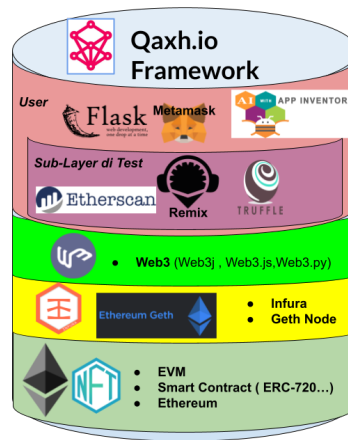 Qaxh.io
Framework
User
Flask
web development,
one drop at a time
Metamask
AI WITH APP INVENTOR
Sub-Layer di Test
Etherscan
Remix
TRUFFLE
● Web3 (Web3j , Web3.js,Web3.py)
Ethereum Geth
● Infura
● Geth Node
NFT
● EVM
● Smart Contract ( ERC-720...)
● Ethereum